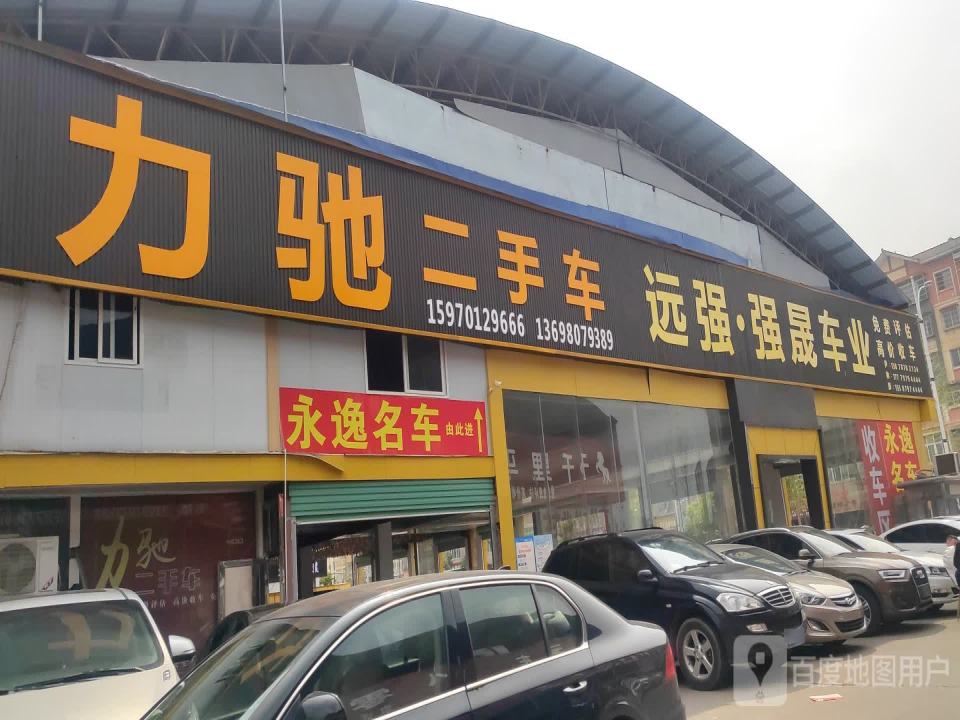 力驰二手车
15970129666 13698079389
远强·强晟车业
免费评估
高价收车
永逸名车 由此进
永逸名车
收车区
力驰
二手车
百度地图用户